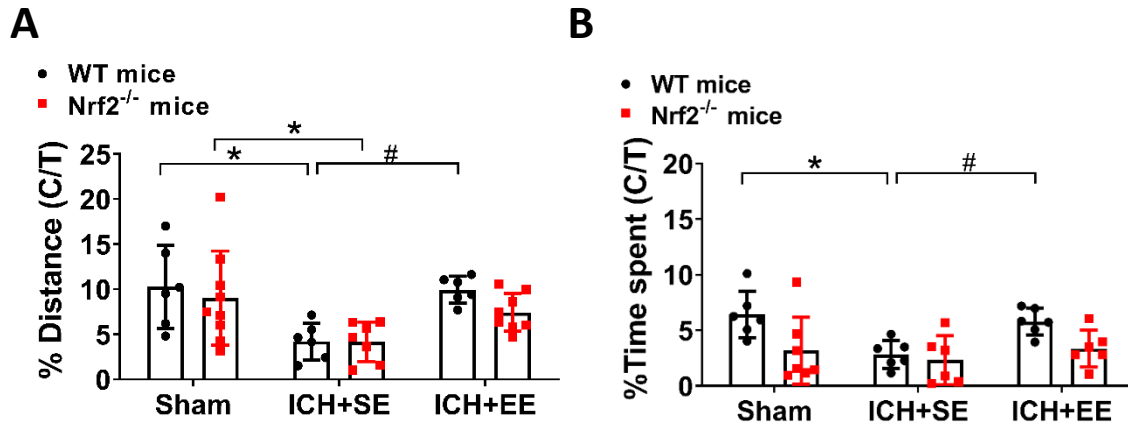 A
WT mice
Nrf2-/- mice
% Distance (C/T)
25
20
15
10
5
0
*
*
#
Sham
ICH+SE
ICH+EE
B
WT mice
Nrf2-/- mice
%Time spent (C/T)
20
15
10
5
0
*
#
Sham
ICH+SE
ICH+EE